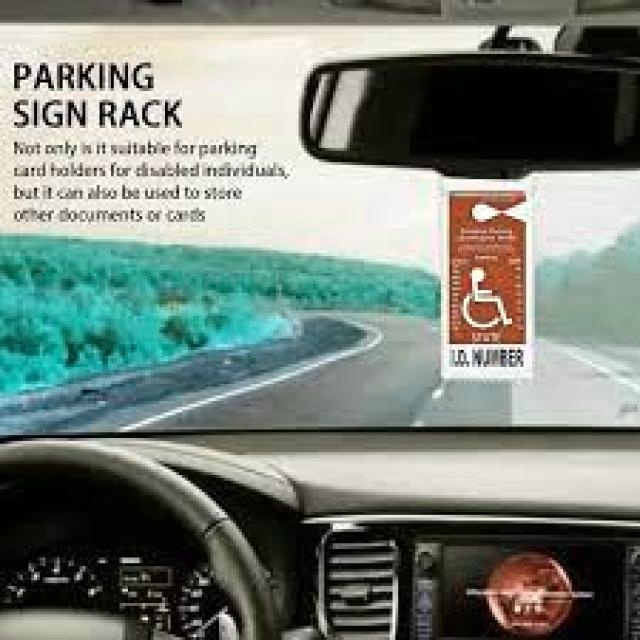 PARKING
SIGN RACK
Not only is it suitable for parking
card holders for disabled individuals,
but it can also be used to store
other documents or cards
I.D. NUMBER